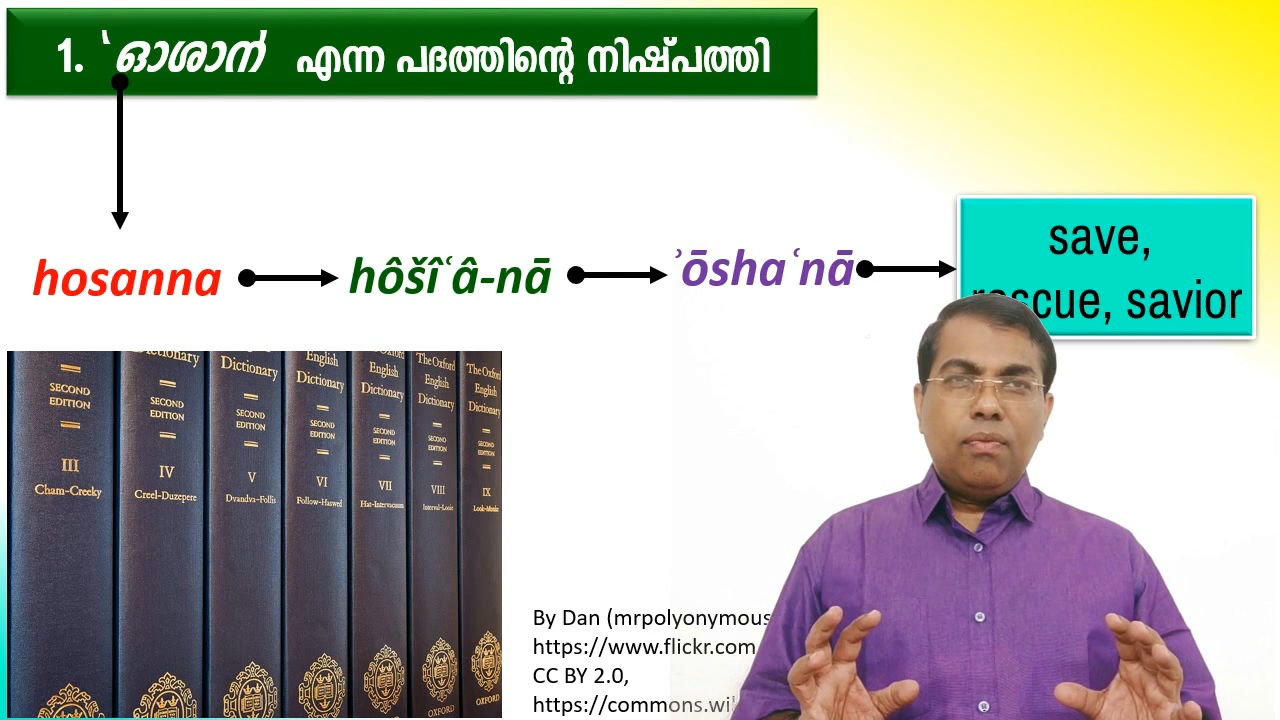 1. ‛ഓശാന’ എന്ന പദത്തിന്റെ നിഷ്പത്തി
hosanna
hôšîʿâ-nā
ʾōshaʿnā
save,
rescue, savior
SECOND
EDITION
III
Cham–Creeky
Dictionary
SECOND
EDITION
IV
Creel–Duzepere
Dictionary
SECOND
EDITION
V
Dvandva–Follis
English
Dictionary
SECOND
EDITION
VI
Follow–Haswed
Oxford
English
Dictionary
SECOND
EDITION
VII
Hat–Intervacuum
The Oxford
English
Dictionary
SECOND
EDITION
VIII
Interval–Looie
OXFORD
The Oxford
English
Dictionary
SECOND
EDITION
IX
Look–Mouke
OXFORD
By Dan (mrpolyonymous
https://www.flickr.com
CC BY 2.0,
https://commons.wi